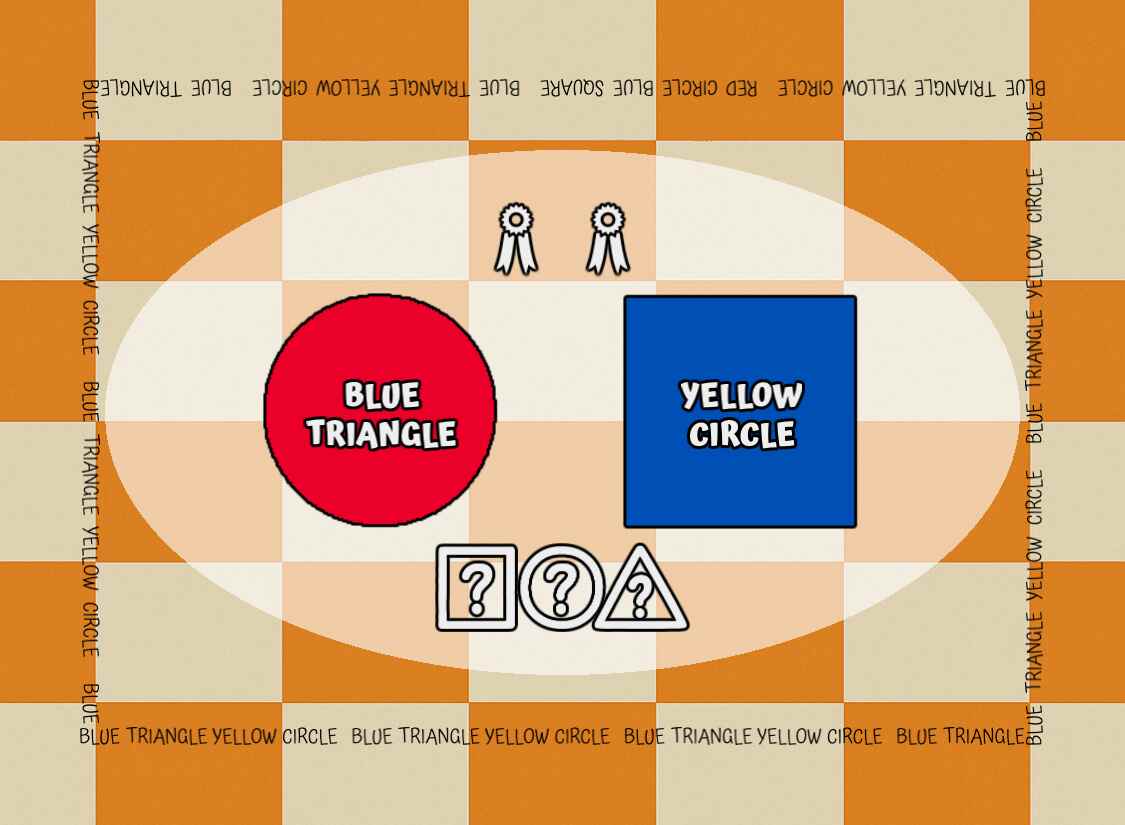 BLUE TRIANGLE YELLOW CIRCLE RED CIRCLE BLUE SQUARE BLUE TRIANGLE YELLOW CIRCLE BLUE TRIANGLE
BLUE TRIANGLE YELLOW CIRCLE BLUE TRIANGLE YELLOW CIRCLE BLUE
BLUE
TRIANGLE
YELLOW
CIRCLE
? ? ?
BLUE TRIANGLE YELLOW CIRCLE BLUE TRIANGLE YELLOW CIRCLE BLUE
BLUE TRIANGLE YELLOW CIRCLE BLUE TRIANGLE YELLOW CIRCLE BLUE TRIANGLE YELLOW CIRCLE BLUE TRIANGLE